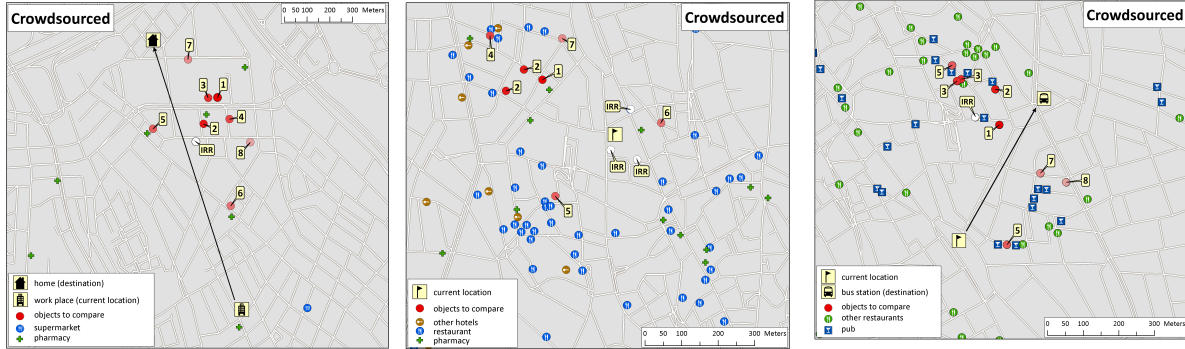 Crowdsourced
0 50 100 200 300 Meters
7
3
1
4
2
5
IRR
8
6
home (destination)
work place (current location)
objects to compare
supermarket
pharmacy
Crowdsourced
4
7
2
1
2
IRR
6
IRR
IRR
5
current location
objects to compare
other hotels
restaurant
pharmacy
0 50 100 200 300 Meters
Crowdsourced
5
3
3
2
IRR
1
7
8
5
current location
bus station (destination)
objects to compare
other restaurants
pub
0 50 100 200 300 Meters